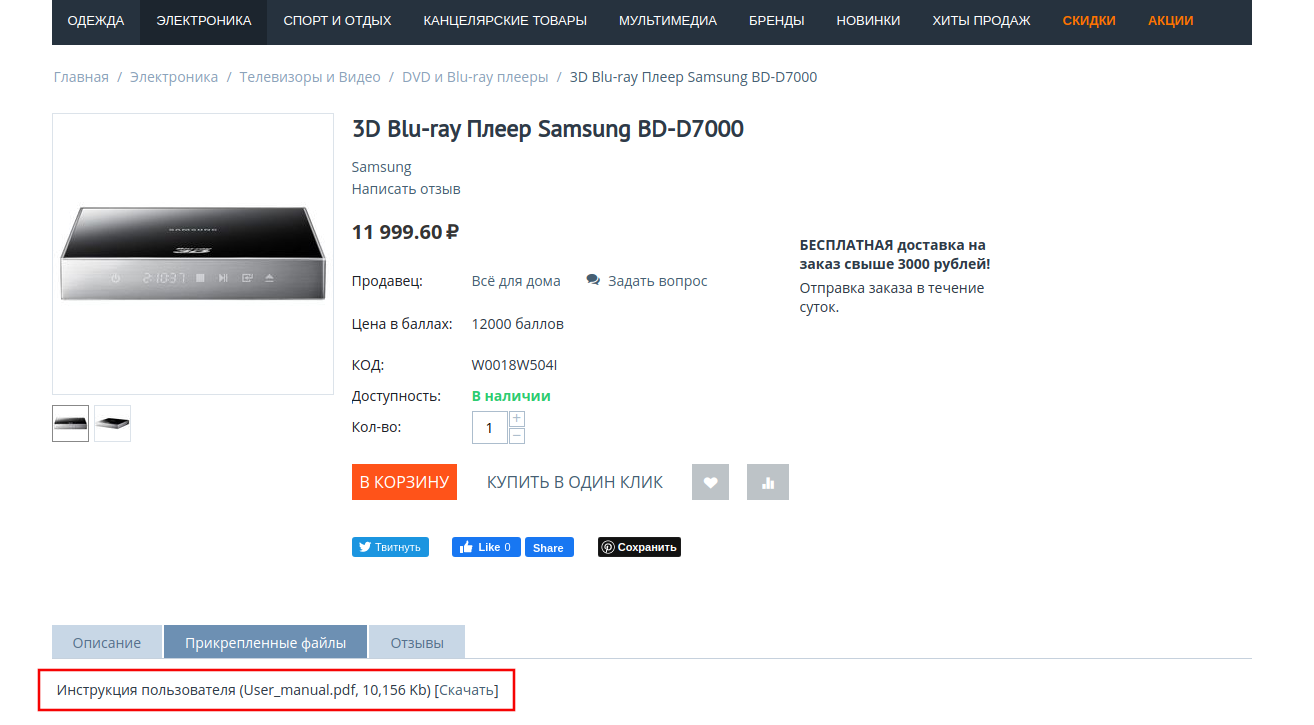 ОДЕЖДА ЭЛЕКТРОНИКА СПОРТ И ОТДЫХ КАНЦЕЛЯРСКИЕ ТОВАРЫ МУЛЬТИМЕДИА БРЕНДЫ НОВИНКИ ХИТЫ ПРОДАЖ СКИДКИ АКЦИИ
Главная / Электроника / Телевизоры и Видео / DVD и Blu-ray плееры / 3D Blu-ray Плеер Samsung BD-D7000
3D Blu-ray Плеер Samsung BD-D7000
Samsung
Написать отзыв
11 999.60 ₽
SAMSUNG
3D
2:10:37
Продавец: Всё для дома Задать вопрос
Цена в баллах: 12000 баллов
КОД: W0018W504I
Доступность: В наличии
Кол-во: 1 + −
В КОРЗИНУ КУПИТЬ В ОДИН КЛИК
Твитнуть Like 0 Share Сохранить
БЕСПЛАТНАЯ доставка на
заказ свыше 3000 рублей!
Отправка заказа в течение
суток.
Описание Прикрепленные файлы Отзывы
Инструкция пользователя (User_manual.pdf, 10,156 Kb) [Скачать]